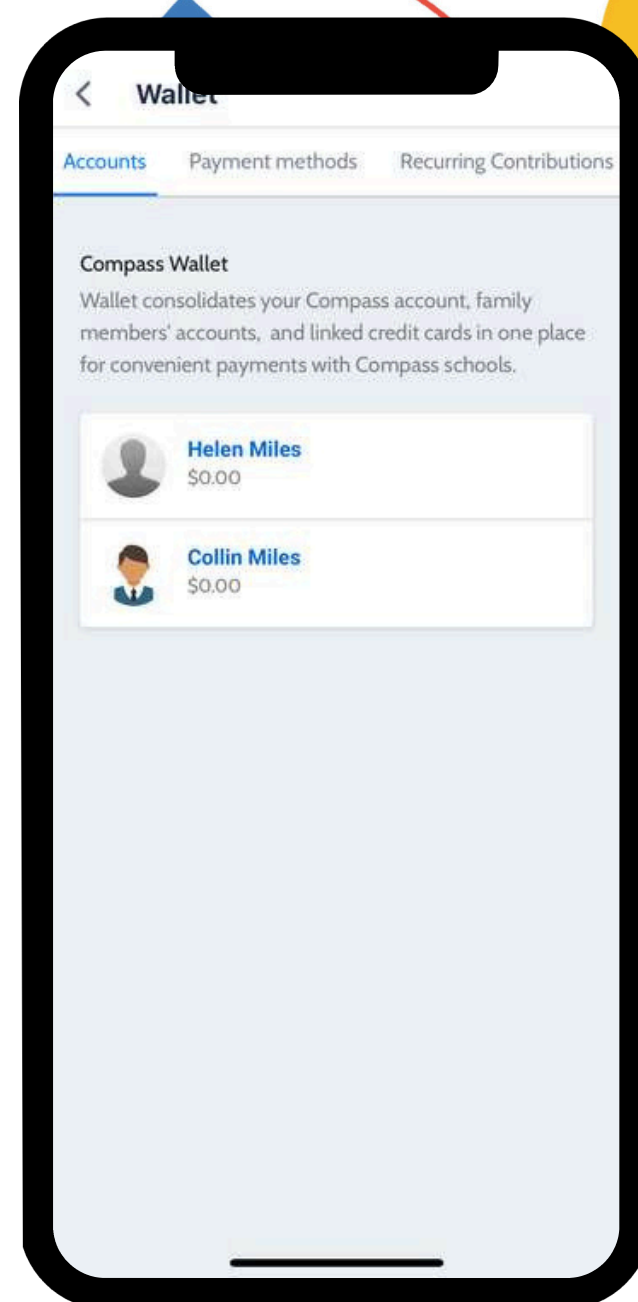 Wallet
Accounts Payment methods Recurring Contributions
Compass Wallet
Wallet consolidates your Compass account, family
members' accounts, and linked credit cards in one place
for convenient payments with Compass schools.
Helen Miles
$0.00
Collin Miles
$0.00